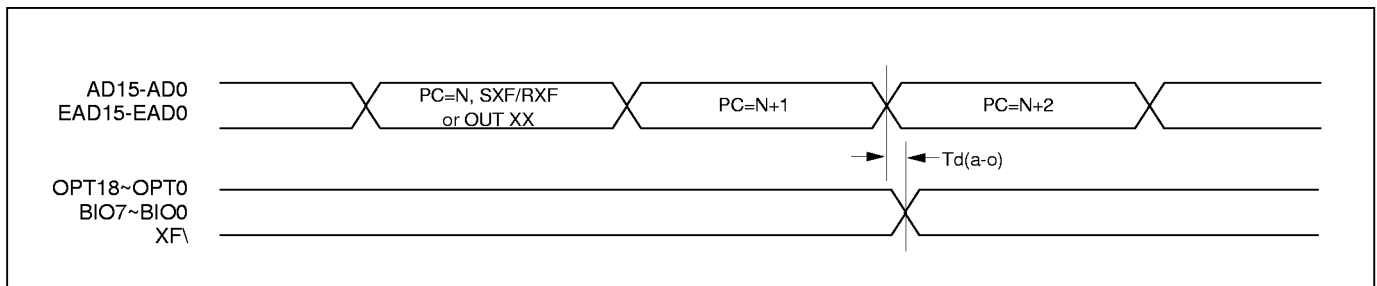 AD15-AD0
EAD15-EAD0
PC=N, SXF/RXF
or OUT XX
PC=N+1
PC=N+2
Td(a-o)
OPT18~OPT0
BIO7~BIO0
XF\